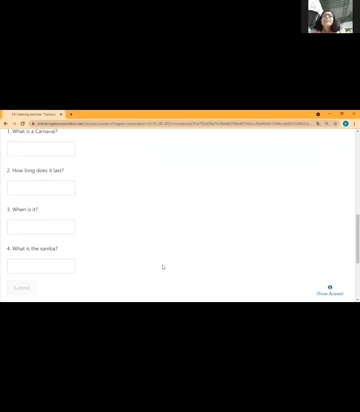 1. What is a Carnaval?
2. How long does it last?
3. When is it?
4. What is the samba?
Submit
Show Answer